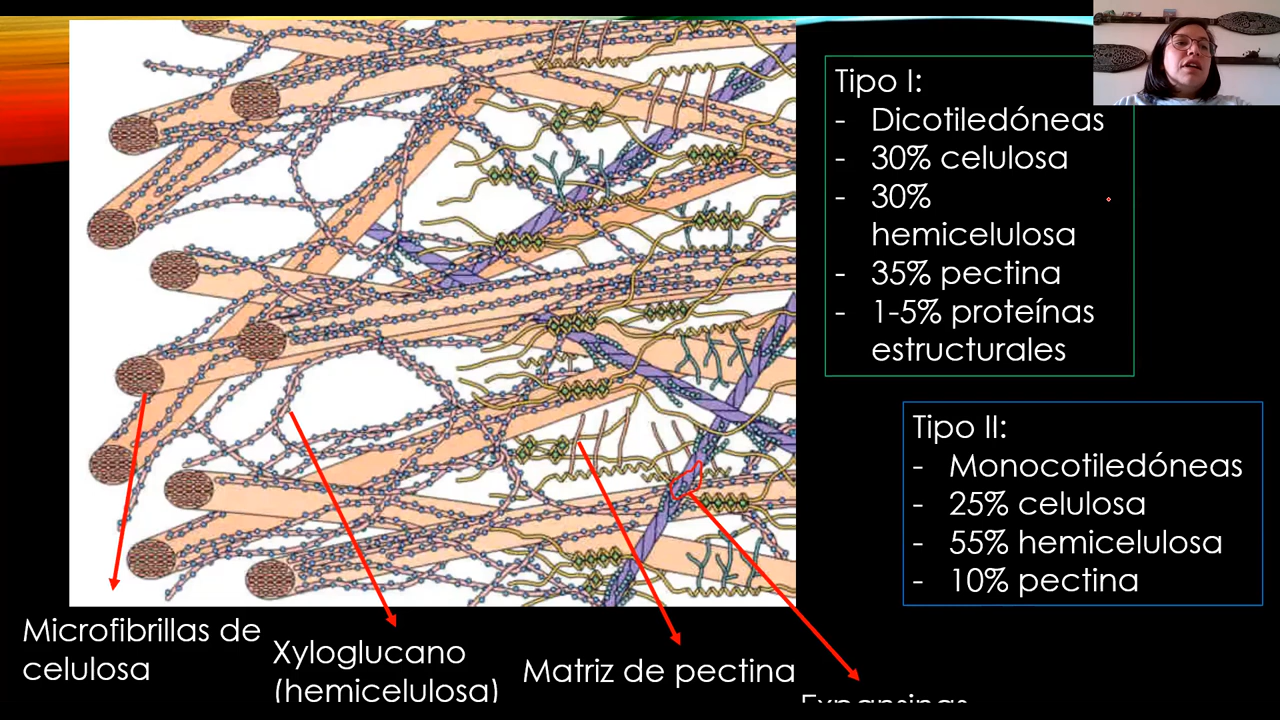 Tipo I:
- Dicotiledóneas
- 30% celulosa
- 30%
hemicelulosa
- 35% pectina
- 1-5% proteínas
estructurales
Tipo II:
- Monocotiledóneas
- 25% celulosa
- 55% hemicelulosa
- 10% pectina
Microfibrillas de
celulosa
Xyloglucano
(hemicelulosa)
Matriz de pectina
Expansinas